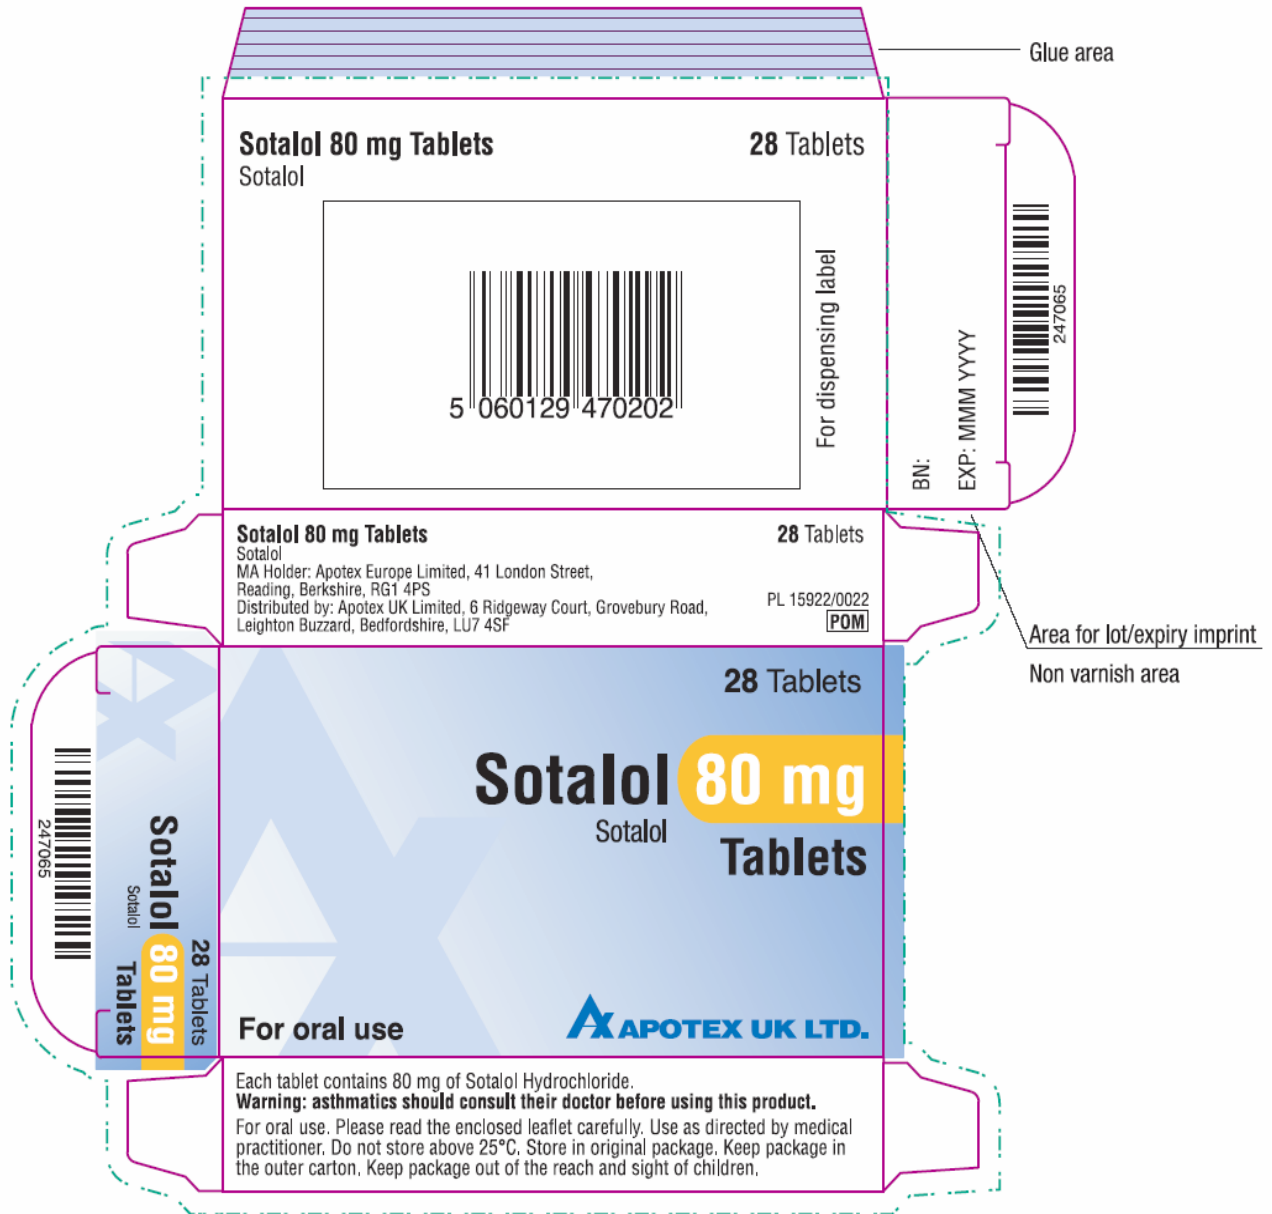 Glue area
Sotalol 80 mg Tablets
28 Tablets
Sotalol
5 060129 470202
For dispensing label
BN:
EXP: MMM YYYY
247065
Sotalol 80 mg Tablets
28 Tablets
Sotalol
MA Holder: Apotex Europe Limited, 41 London Street,
Reading, Berkshire, RG1 4PS
Distributed by: Apotex UK Limited, 6 Ridgeway Court, Grovebury Road,
Leighton Buzzard, Bedfordshire, LU7 4SF
PL 15922/0022
POM
Area for lot/expiry imprint
Non varnish area
28 Tablets
Sotalol 80 mg
Sotalol
Tablets
For oral use
APOTEX UK LTD.
247065
28 Tablets
Sotalol 80 mg
Sotalol
Tablets
Each tablet contains 80 mg of Sotalol Hydrochloride.
Warning: asthmatics should consult their doctor before using this product.
For oral use. Please read the enclosed leaflet carefully. Use as directed by medical
practitioner. Do not store above 25°C. Store in original package. Keep package in
the outer carton. Keep package out of the reach and sight of children.